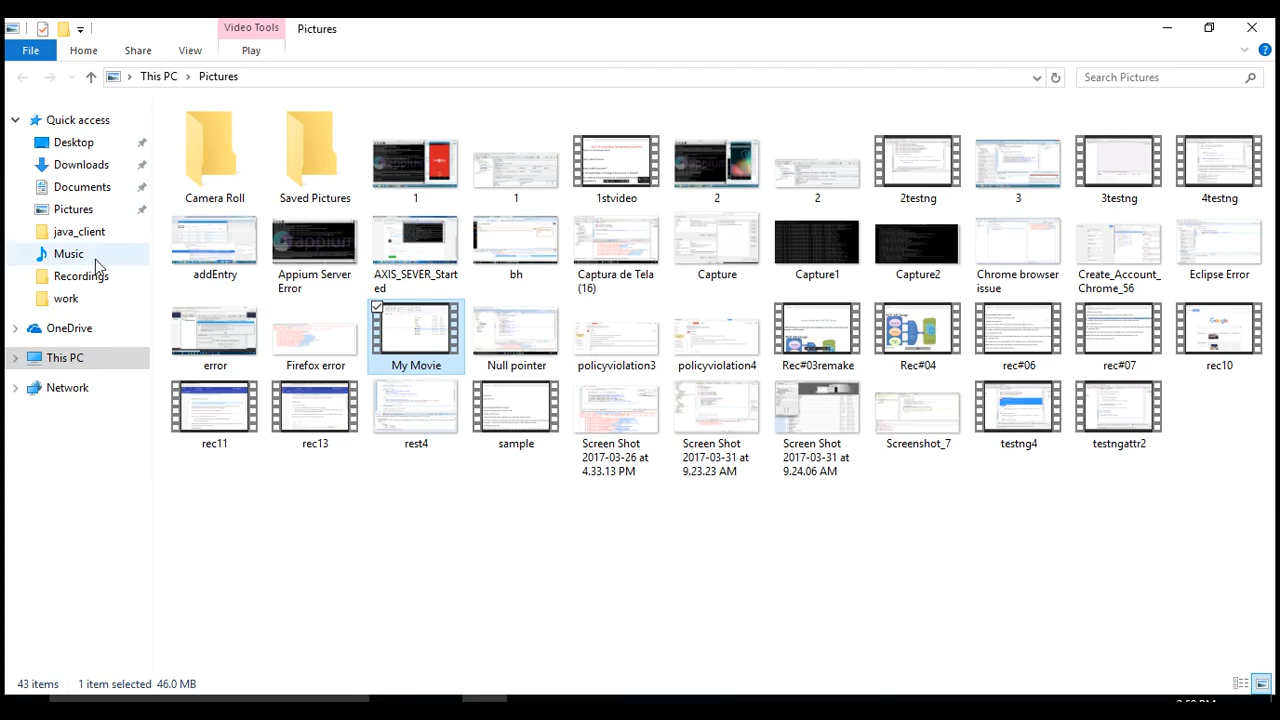 Video Tools
Pictures
File
Home
Share
View
Play
This PC
Pictures
Search Pictures
Quick access
Desktop
Downloads
Documents
Pictures
java_client
Music
Recordings
work
OneDrive
This PC
Network
Camera Roll
Saved Pictures
1
1
1stvideo
2
2
2testng
3
3testng
4testng
addEntry
Appium Server
Error
AXIS_SEVER_Start
ed
bh
Captura de Tela
(16)
Capture
Capture1
Capture2
Chrome browser
issue
Create_Account_
Chrome_56
Eclipse Error
error
Firefox error
My Movie
Null pointer
policyviolation3
policyviolation4
Rec#03remake
Rec#04
rec#06
rec#07
rec10
rec11
rec13
rest4
sample
Screen Shot
2017-03-26 at
4.33.13 PM
Screen Shot
2017-03-31 at
9.23.23 AM
Screen Shot
2017-03-31 at
9.24.06 AM
Screenshot_7
testng4
testngattr2
43 items
1 item selected 46.0 MB